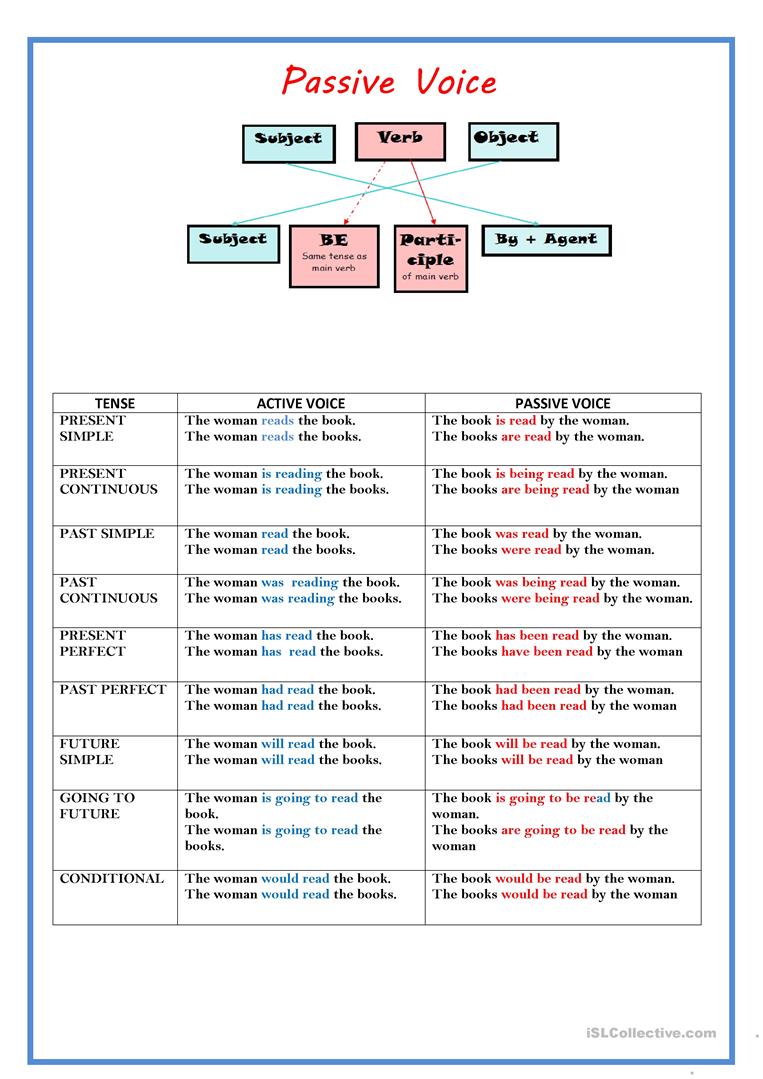 Passive Voice
Subject
Verb
Object
Subject
BE
Same tense as
main verb
Parti-
ciple
of main verb
By + Agent
TENSE ACTIVE VOICE PASSIVE VOICE
PRESENT The woman reads the book. The book is read by the woman.
SIMPLE The woman reads the books. The books are read by the woman.
PRESENT The woman is reading the book. The book is being read by the woman.
CONTINUOUS The woman is reading the books. The books are being read by the woman
PAST SIMPLE The woman read the book. The book was read by the woman.
The woman read the books. The books were read by the woman.
PAST The woman was  reading the book. The book was being read by the woman.
CONTINUOUS The woman was reading the books. The books were being read by the woman.
PRESENT The woman has read the book. The book has been read by the woman.
PERFECT The woman has  read the books. The books have been read by the woman
PAST PERFECT The woman had read the book. The book had been read by the woman.
The woman had read the books. The books had been read by the woman
FUTURE The woman will read the book. The book will be read by the woman.
SIMPLE The woman will read the books. The books will be read by the woman
GOING TO The woman is going to read the The book is going to be read by the
FUTURE book. woman.
The woman is going to read the The books are going to be read by the
books. woman
CONDITIONAL The woman would read the book. The book would be read by the woman.
The woman would read the books. The books would be read by the woman
iSLCollective.com